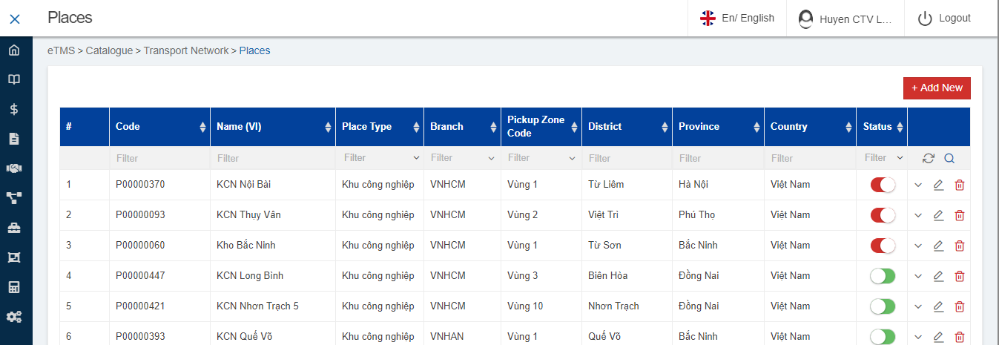 Places
En/ English
Huyen CTV L...
Logout
eTMS > Catalogue > Transport Network > Places
+ Add New
# Code Name (VI) Place Type Branch Pickup Zone Code District Province Country Status
Filter Filter Filter Filter Filter Filter Filter Filter Filter
1 P00000370 KCN Nội Bài Khu công nghiệp VNHCM Vùng 1 Từ Liêm Hà Nội Việt Nam
2 P00000093 KCN Thụy Vân Khu công nghiệp VNHCM Vùng 2 Việt Trì Phú Thọ Việt Nam
3 P00000060 Kho Bắc Ninh Khu công nghiệp VNHCM Vùng 1 Từ Sơn Bắc Ninh Việt Nam
4 P00000447 KCN Long Bình Khu công nghiệp VNHCM Vùng 3 Biên Hòa Đồng Nai Việt Nam
5 P00000421 KCN Nhơn Trạch 5 Khu công nghiệp VNHCM Vùng 10 Nhơn Trạch Đồng Nai Việt Nam
6 P00000393 KCN Quế Võ Khu công nghiệp VNHAN Vùng 1 Quế Võ Bắc Ninh Việt Nam